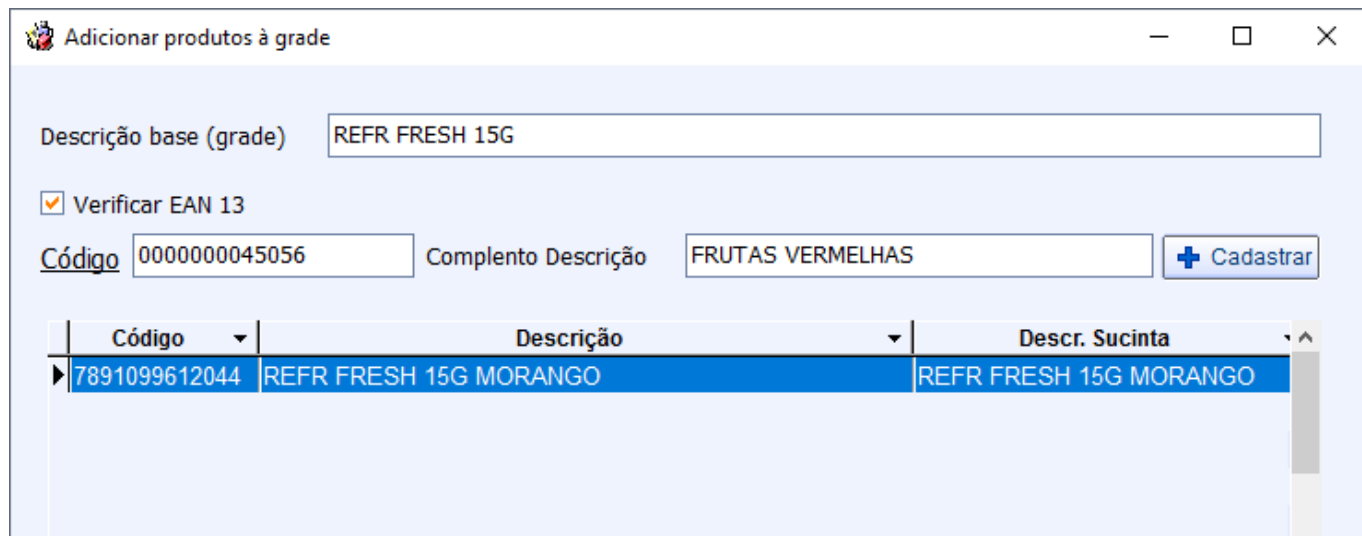 Adicionar produtos à grade
Descrição base (grade) REFR FRESH 15G
Verificar EAN 13
Código 0000000045056 Complento Descrição FRUTAS VERMELHAS Cadastrar
Código Descrição Descr. Sucinta
7891099612044 REFR FRESH 15G MORANGO REFR FRESH 15G MORANGO